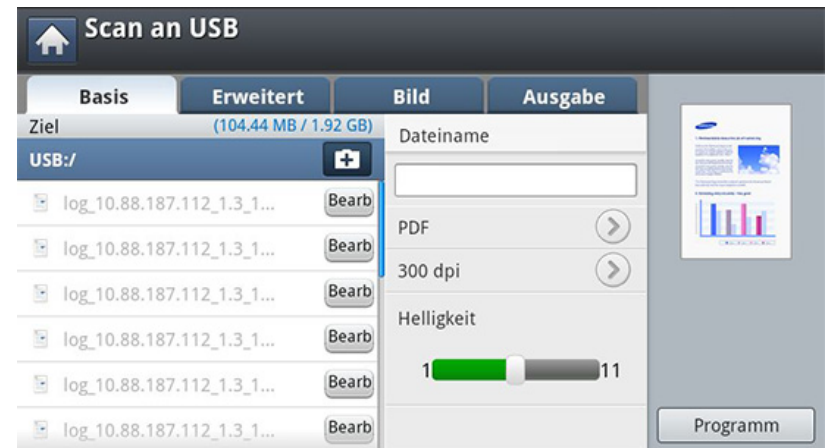 Scan an USB
Basis
Erweitert
Bild
Ausgabe
Ziel
(104.44 MB / 1.92 GB)
USB:/
log_10.88.187.112_1.3_1...
Bearb
log_10.88.187.112_1.3_1...
Bearb
log_10.88.187.112_1.3_1...
Bearb
log_10.88.187.112_1.3_1...
Bearb
log_10.88.187.112_1.3_1...
Bearb
log_10.88.187.112_1.3_1...
Bearb
Dateiname
PDF
300 dpi
Helligkeit
1 11
Programm